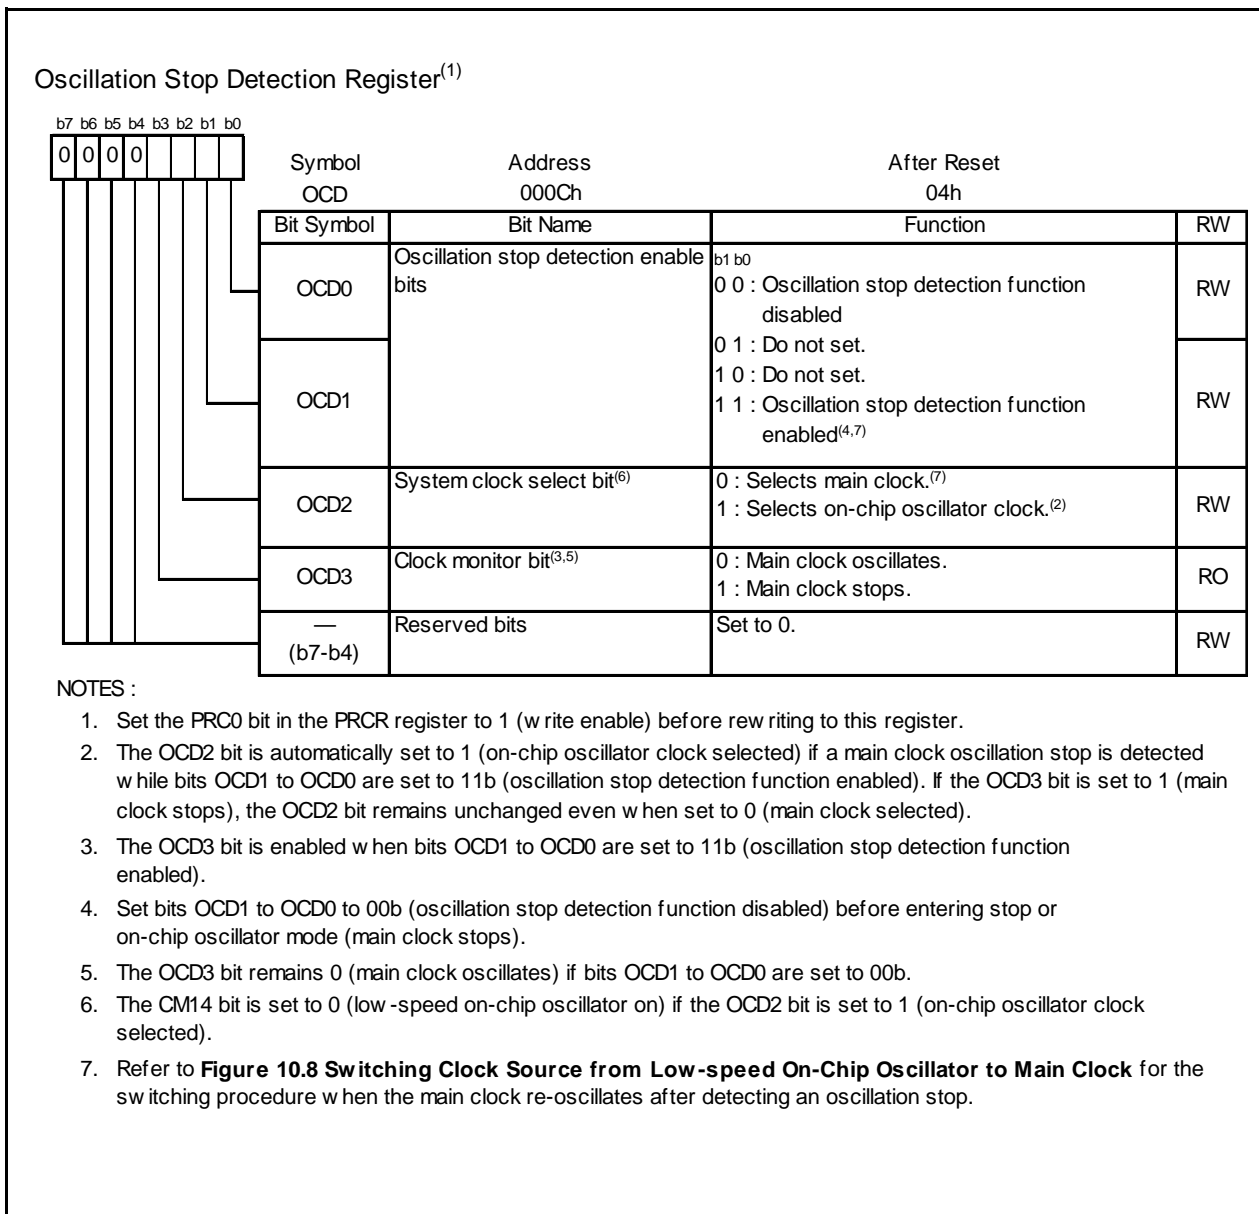 Oscillation Stop Detection Register(1)
b7 b6 b5 b4 b3 b2 b1 b0
0 0 0 0
Symbol Address After Reset
OCD 000Ch 04h
Bit Symbol Bit Name Function RW
OCD0 Oscillation stop detection enable bits b1 b0
0 0 : Oscillation stop detection function
disabled
RW
0 1 : Do not set.
1 0 : Do not set.
OCD1 1 1 : Oscillation stop detection function
enabled(4,7)
RW
OCD2 System clock select bit(6) 0 : Selects main clock.(7)
1 : Selects on-chip oscillator clock.(2)
RW
OCD3 Clock monitor bit(3,5) 0 : Main clock oscillates.
1 : Main clock stops.
RO
— Reserved bits Set to 0.
(b7-b4) RW
NOTES :
1. Set the PRC0 bit in the PRCR register to 1 (write enable) before rewriting to this register.
2. The OCD2 bit is automatically set to 1 (on-chip oscillator clock selected) if a main clock oscillation stop is detected
while bits OCD1 to OCD0 are set to 11b (oscillation stop detection function enabled). If the OCD3 bit is set to 1 (main
clock stops), the OCD2 bit remains unchanged even when set to 0 (main clock selected).
3. The OCD3 bit is enabled when bits OCD1 to OCD0 are set to 11b (oscillation stop detection function
enabled).
4. Set bits OCD1 to OCD0 to 00b (oscillation stop detection function disabled) before entering stop or
on-chip oscillator mode (main clock stops).
5. The OCD3 bit remains 0 (main clock oscillates) if bits OCD1 to OCD0 are set to 00b.
6. The CM14 bit is set to 0 (low-speed on-chip oscillator on) if the OCD2 bit is set to 1 (on-chip oscillator clock
selected).
7. Refer to Figure 10.8 Switching Clock Source from Low-speed On-Chip Oscillator to Main Clock for the
switching procedure when the main clock re-oscillates after detecting an oscillation stop.